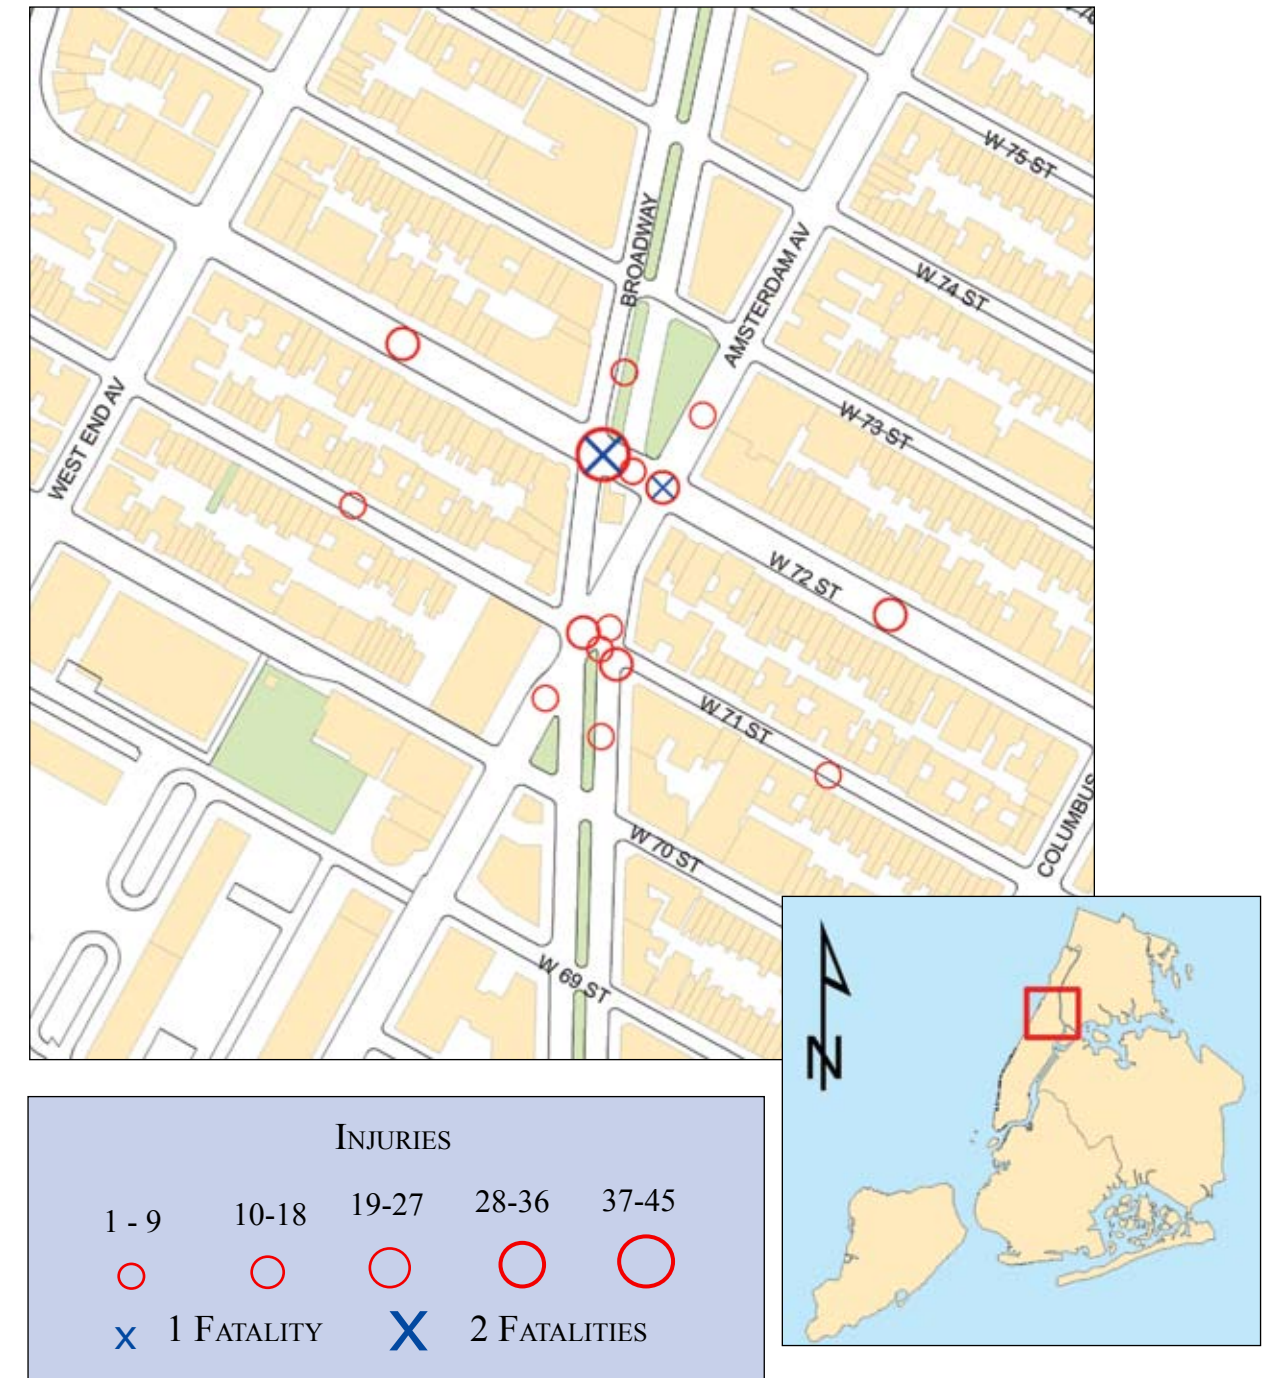 W 75 ST
BROADWAY
AMSTERDAM AV
W 74 ST
WEST END AV
W 73 ST
W 72 ST
W 71 ST
COLUMBUS
W 70 ST
W 69 ST
N
INJURIES
1 - 9 10-18 19-27 28-36 37-45
X 1 FATALITY X 2 FATALITIES